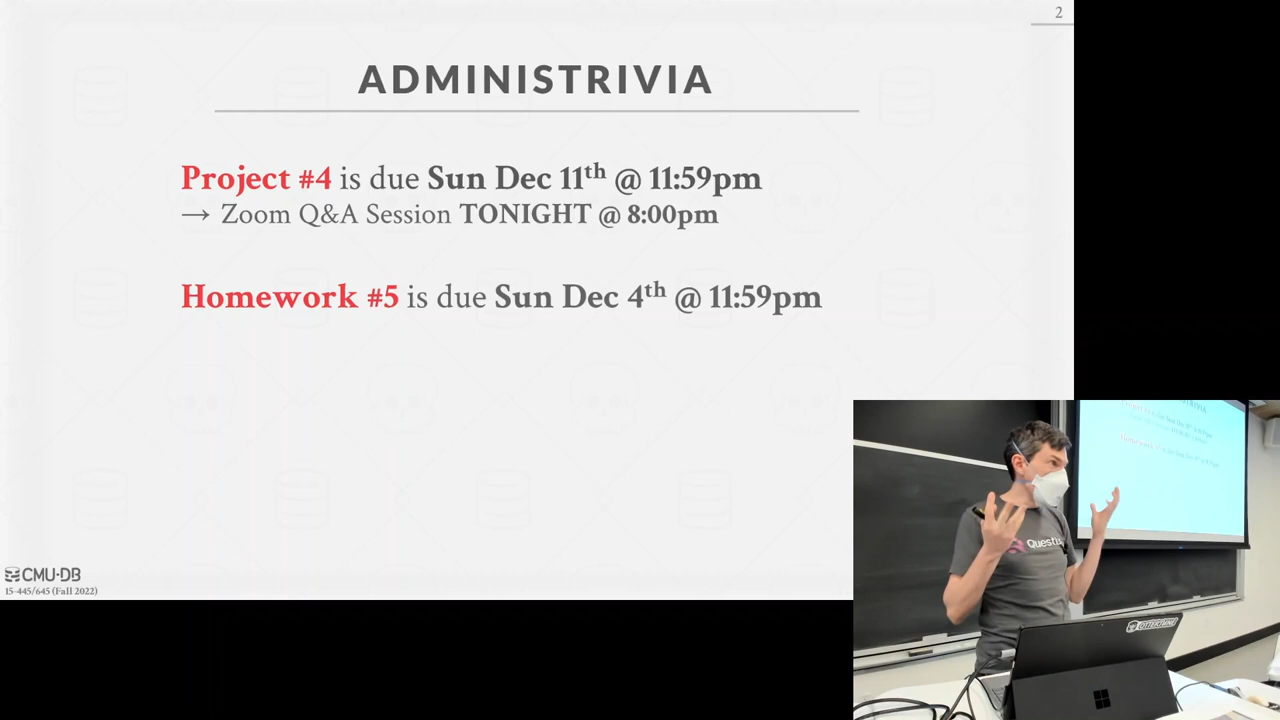 2
ADMINISTRIVIA
Project #4 is due Sun Dec 11th @ 11:59pm
→ Zoom Q&A Session TONIGHT @ 8:00pm
Homework #5 is due Sun Dec 4th @ 11:59pm
CMU·DB
15-445/645 (Fall 2022)
OTTERTUNE